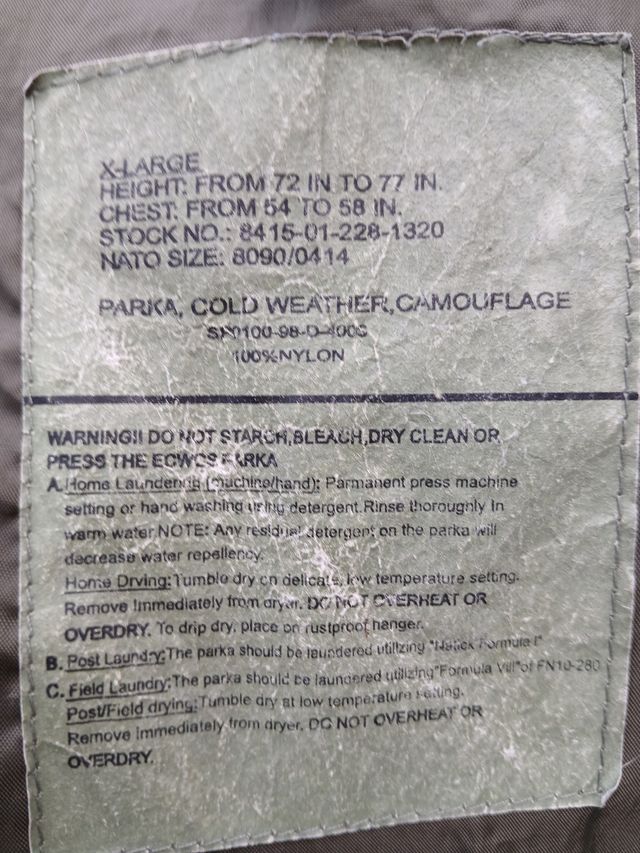 X-LARGE
HEIGHT: FROM 72 IN TO 77 IN.
CHEST: FROM 54 TO 58 IN.
STOCK NO.: 8415-01-228-1320
NATO SIZE: 8090/0414
PARKA, COLD WEATHER,CAMOUFLAGE
100%NYLON
WARNING!! DO NOT STARCH,BLEACH,DRY CLEAN OR
PRESS THE ECWCS PARKA
A.Home Laundering (machine/hand): Parmanent press machine
setting or hand washing using detergent.Rinse thoroughly In
warm water.NOTE: Any residual detergent on the parka will
decrease water repellency.
Home Drving:Tumble dry on delicate, low temperature setting.
Remove Immediately from dryer. DO NOT OVERHEAT OR
OVERDRY. To drip dry, place on rustproof hanger.
B. Post Laundry:The parka should be laundered utilizing "Natick Formula I"
C. Field Laundry:The parka should be laundered utilizing"Formula VIII"of FN10-280
Post/Field drying:Tumble dry at low temperature setting.
Remove Immediately from dryer. DO NOT OVERHEAT OR
OVERDRY.